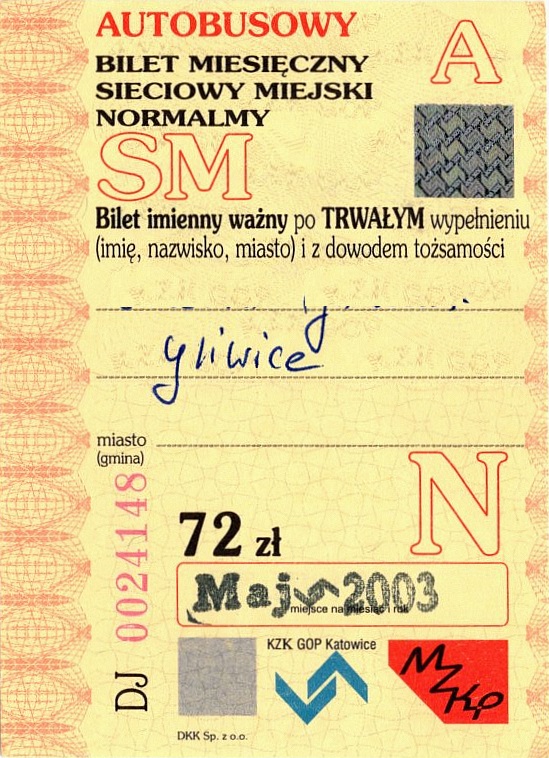 AUTOBUSOWY
A
BILET MIESIĘCZNY
SIECIOWY MIEJSKI
NORMALMY
SM
Bilet imienny ważny po TRWAŁYM wypełnieniu
(imię, nazwisko, miasto) i z dowodem tożsamości
Gliwice
miasto
(gmina)
N
DJ 0024148
72 zł
Maj 2003
miejsce na miesiąc i rok
KZK GOP Katowice
MZKP
DKK Sp. z o.o.